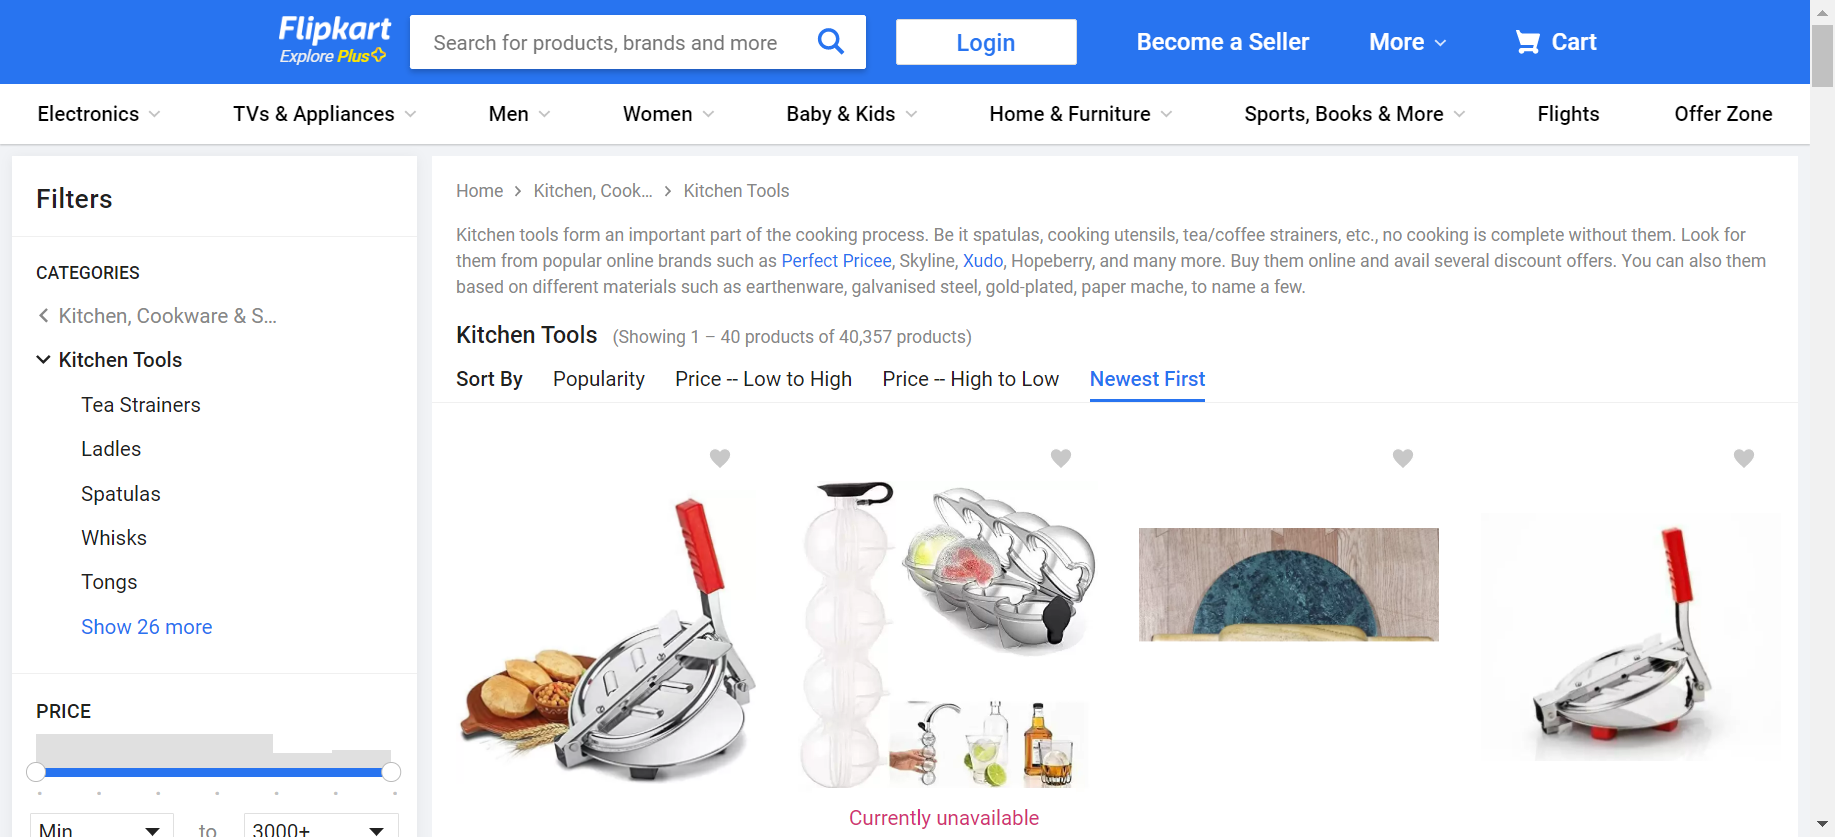 Flipkart
Explore Plus
Search for products, brands and more
Login
Become a Seller
More
Cart
Electronics
TVs & Appliances
Men
Women
Baby & Kids
Home & Furniture
Sports, Books & More
Flights
Offer Zone
Filters
CATEGORIES
Kitchen, Cookware & S...
Kitchen Tools
Tea Strainers
Ladles
Spatulas
Whisks
Tongs
Show 26 more
PRICE
Min
to
3000+
Home
Kitchen, Cook...
Kitchen Tools
Kitchen tools form an important part of the cooking process. Be it spatulas, cooking utensils, tea/coffee strainers, etc., no cooking is complete without them. Look for
them from popular online brands such as Perfect Pricee, Skyline, Xudo, Hopeberry, and many more. Buy them online and avail several discount offers. You can also them
based on different materials such as earthenware, galvanised steel, gold-plated, paper mache, to name a few.
Kitchen Tools (Showing 1 – 40 products of 40,357 products)
Sort By
Popularity
Price -- Low to High
Price -- High to Low
Newest First
Currently unavailable